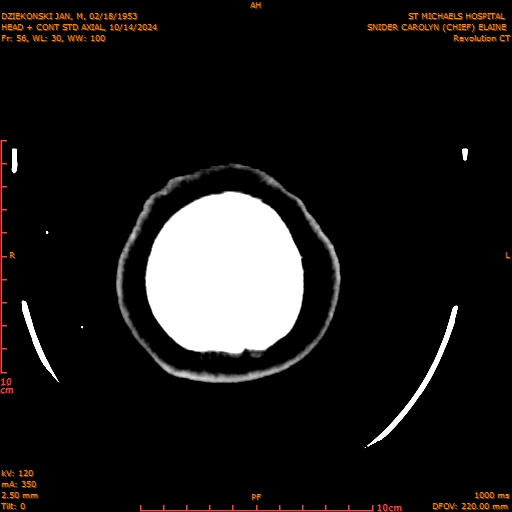 AH
DZIEKONSKI JAN, M, 02/18/1953
HEAD + CONT STD AXIAL, 10/14/2024
Fr: 56, WL: 30, WW: 100
ST MICHAELS HOSPITAL
SNIDER CAROLYN (CHIEF) ELAINE
Revolution CT
R
L
10
cm
kV: 120
mA: 350
2.50 mm
Tilt: 0
PF
10cm
1000 ms
DFOV: 220.00 mm